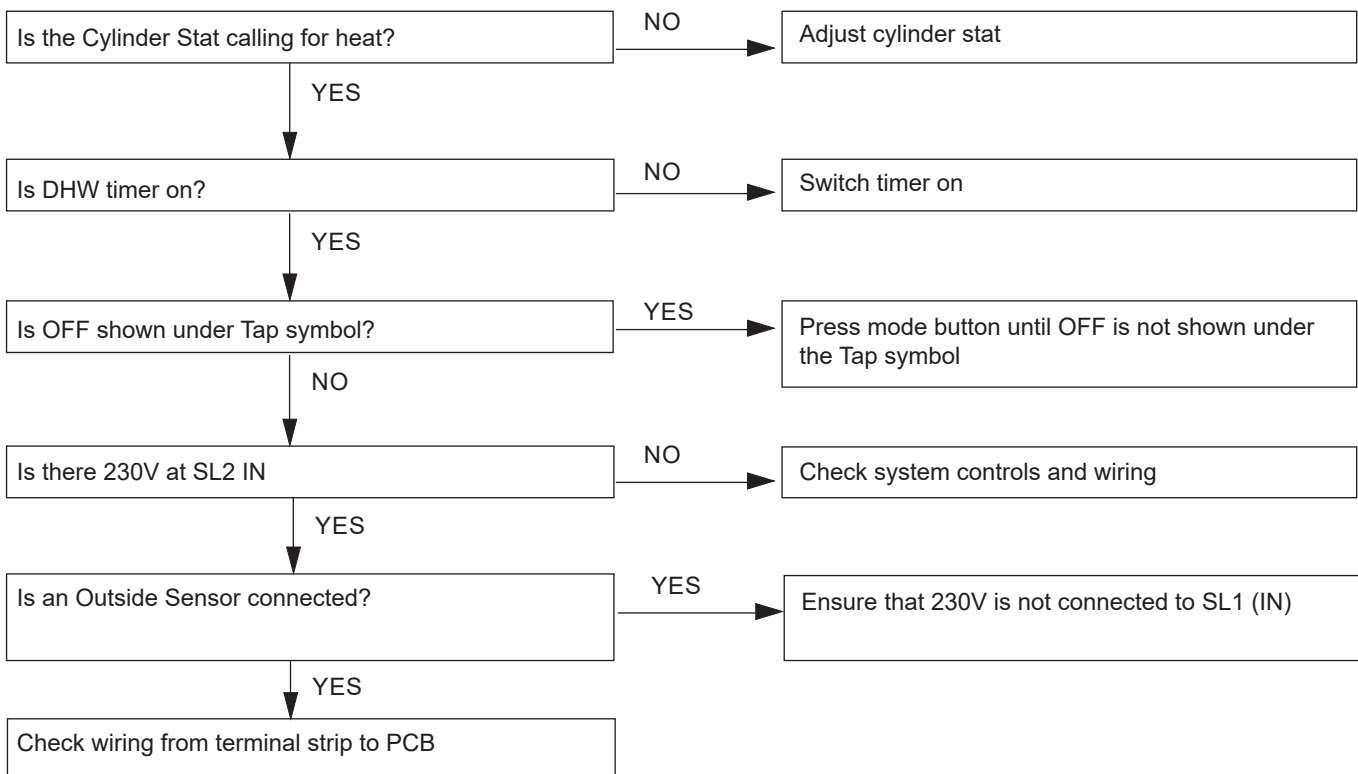 Is the Cylinder Stat calling for heat?
NO
Adjust cylinder stat
YES
Is DHW timer on?
NO
Switch timer on
YES
Is OFF shown under Tap symbol?
YES
Press mode button until OFF is not shown under
the Tap symbol
NO
Is there 230V at SL2 IN
NO
Check system controls and wiring
YES
Is an Outside Sensor connected?
YES
Ensure that 230V is not connected to SL1 (IN)
YES
Check wiring from terminal strip to PCB